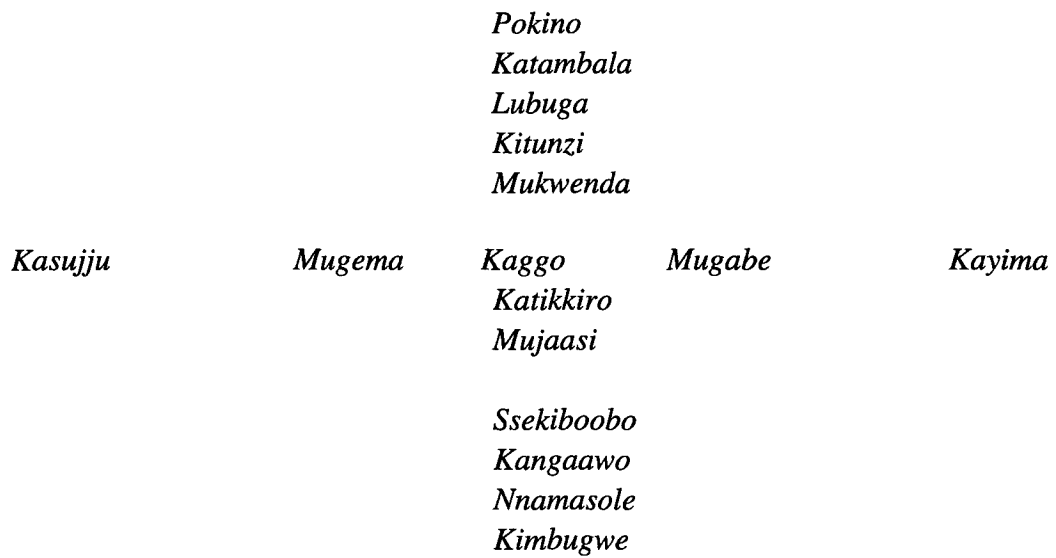 Pokino
Katambala
Lubuga
Kitunzi
Mukwenda
Kasujju Mugema Kaggo Mugabe Kayima
Katikkiro
Mujaasi
Ssekiboobo
Kangaawo
Nnamasole
Kimbugwe